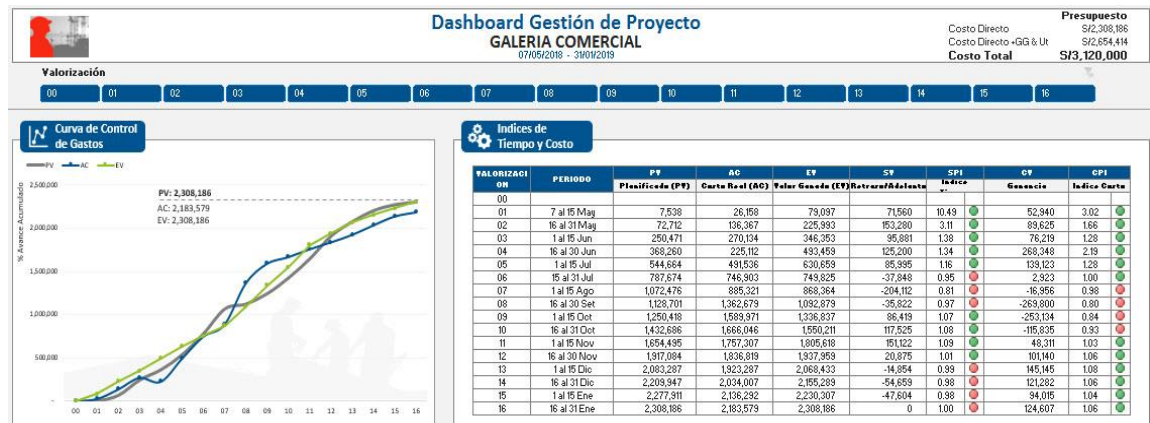 Dashboard Gestión de Proyecto
GALERIA COMERCIAL
07/05/2018 - 31/01/2019
Presupuesto
Costo Directo S/2,308,186
Costo Directo +GG & Ut S/2,654,414
Costo Total S/3,120,000
Valorización
00 01 02 03 04 05 06 07 08 09 10 11 12 13 14 15 16
Curva de Control
de Gastos
PV AC EV
% Avance Acumulado
2,500,000
2,000,000
1,500,000
1,000,000
500,000
-
PV: 2,308,186
AC: 2,183,579
EV: 2,308,186
00 01 02 03 04 05 06 07 08 09 10 11 12 13 14 15 16
Indices de
Tiempo y Costo
VALORIZACI PERIODO PV AC EV SV SPI CV CPI
ON Planificado (PV) Costo Real (AC) Valor Ganado (EV) Retraso/Adelanto Indice Ganancia Indice Costo
00
01 7 al 15 May 7,538 26,158 79,097 71,560 10.49 52,940 3.02
02 16 al 31 May 72,712 136,367 225,993 153,280 3.11 89,625 1.66
03 1 al 15 Jun 250,471 270,134 346,353 95,881 1.38 76,219 1.28
04 16 al 30 Jun 368,260 225,112 493,459 125,200 1.34 268,348 2.19
05 1 al 15 Jul 544,664 491,536 630,659 85,995 1.16 139,123 1.28
06 15 al 31 Jul 787,674 746,903 749,825 -37,848 0.95 2,923 1.00
07 1 al 15 Ago 1,072,476 885,321 868,364 -204,112 0.81 -16,956 0.98
08 16 al 30 Set 1,128,701 1,362,679 1,092,879 -35,822 0.97 -269,800 0.80
09 1 al 15 Oct 1,250,418 1,589,971 1,336,837 86,419 1.07 -253,134 0.84
10 16 al 31 Oct 1,432,686 1,666,046 1,550,211 117,525 1.08 -115,835 0.93
11 1 al 15 Nov 1,654,495 1,757,307 1,805,618 151,122 1.09 48,311 1.03
12 16 al 30 Nov 1,917,084 1,836,819 1,937,959 20,875 1.01 101,140 1.06
13 1 al 15 Dic 2,083,287 1,923,287 2,068,433 -14,854 0.99 145,145 1.08
14 16 al 31 Dic 2,209,947 2,034,007 2,155,289 -54,659 0.98 121,282 1.06
15 1 al 15 Ene 2,277,911 2,136,292 2,230,307 -47,604 0.98 94,015 1.04
16 16 al 31 Ene 2,308,186 2,183,579 2,308,186 0 1.00 124,607 1.06